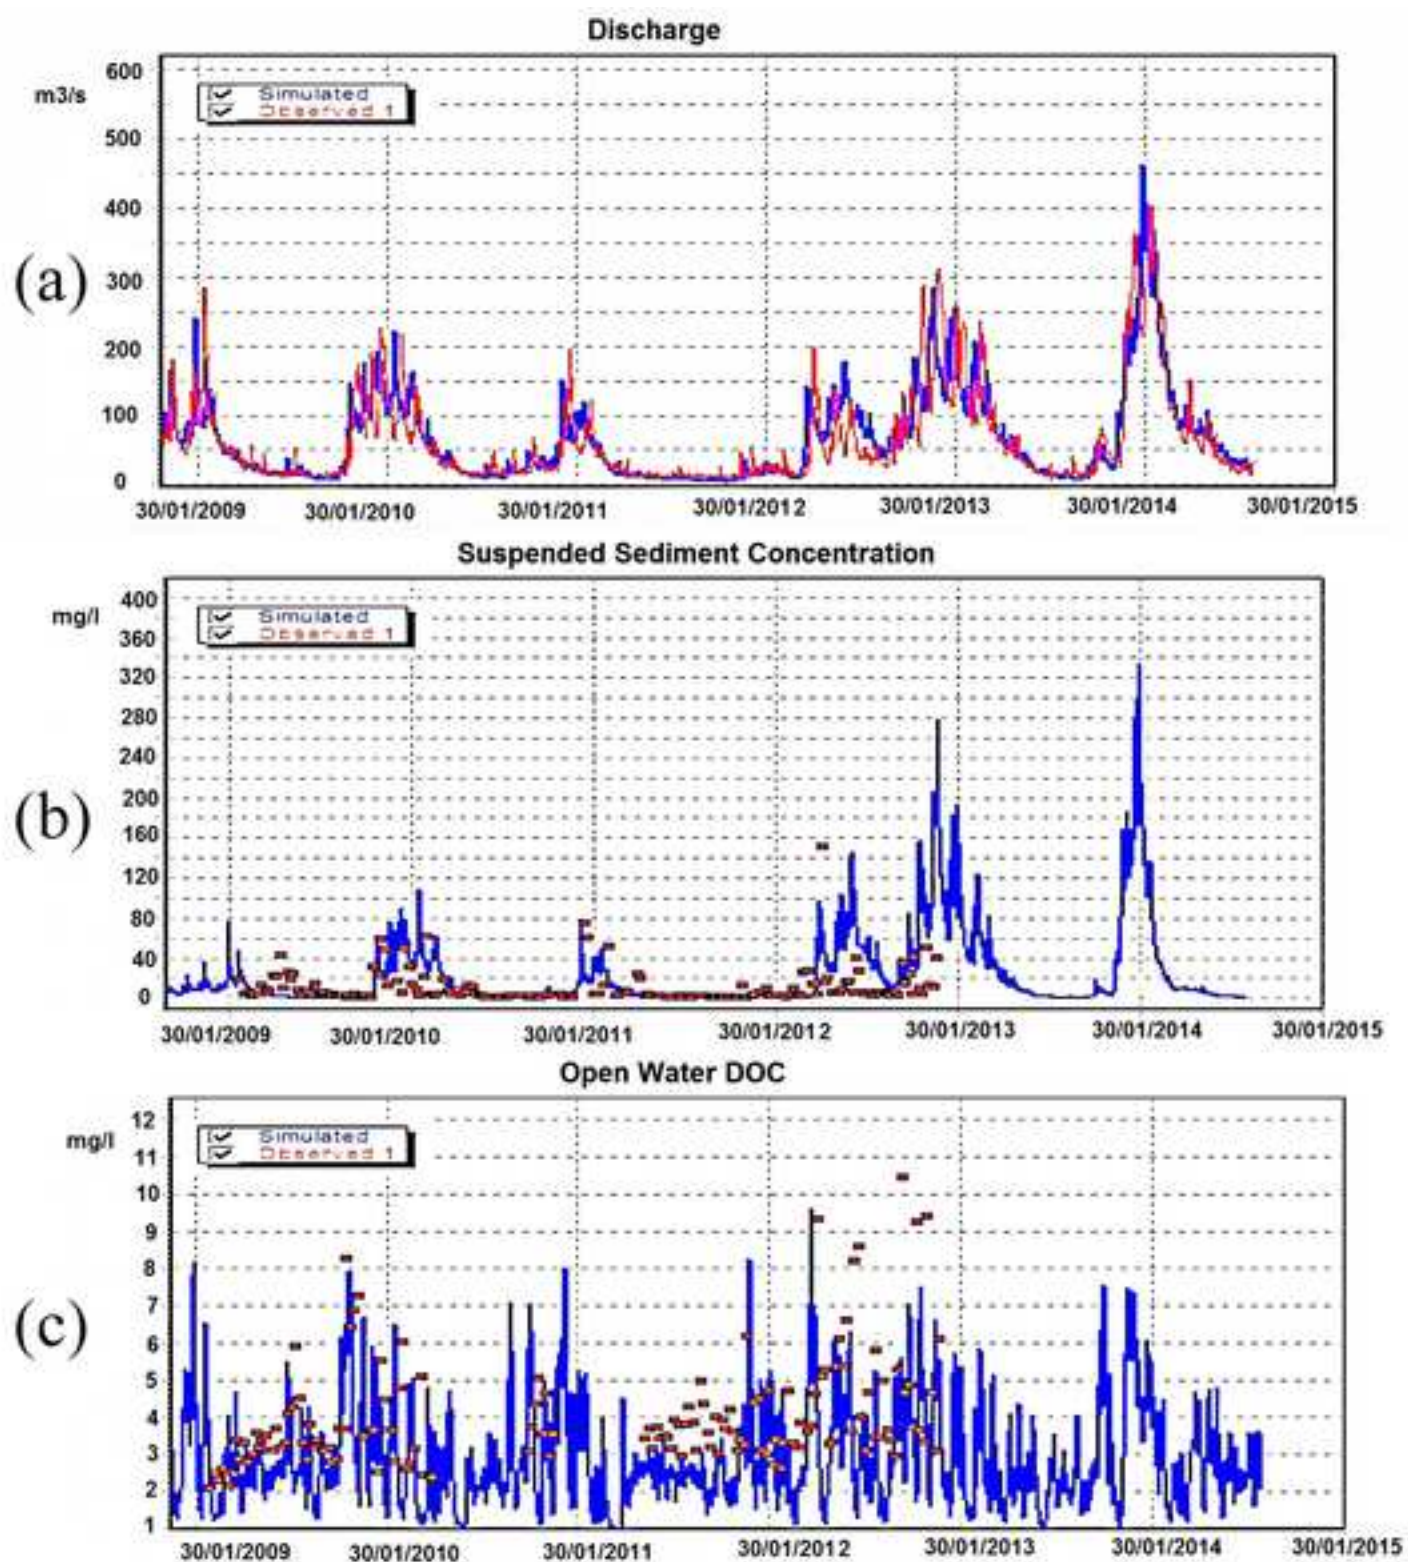 Discharge
m3/s
600
500
400
300
200
100
0
Simulated
Observed 1
(a)
30/01/2009 30/01/2010 30/01/2011 30/01/2012 30/01/2013 30/01/2014 30/01/2015
Suspended Sediment Concentration
mg/l
400
360
320
280
240
200
160
120
80
40
0
Simulated
Observed 1
(b)
30/01/2009 30/01/2010 30/01/2011 30/01/2012 30/01/2013 30/01/2014 30/01/2015
Open Water DOC
mg/l
12
11
10
9
8
7
6
5
4
3
2
1
Simulated
Observed 1
(c)
30/01/2009 30/01/2010 30/01/2011 30/01/2012 30/01/2013 30/01/2014 30/01/2015